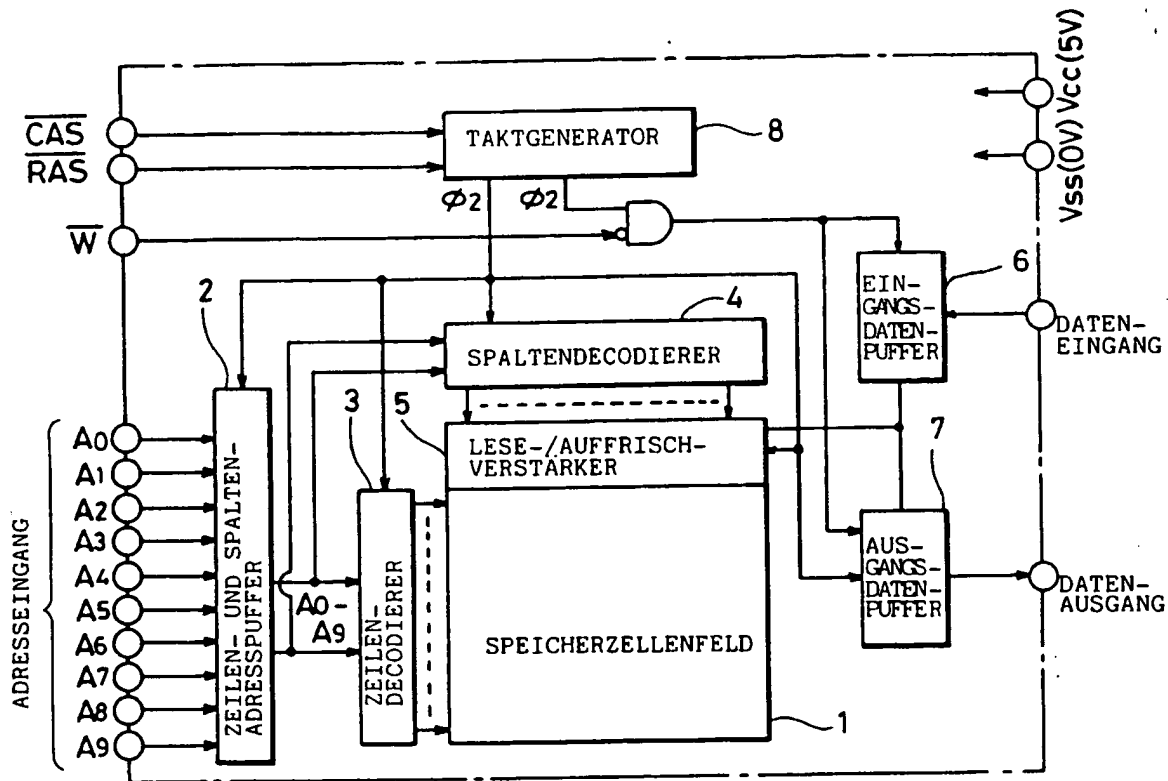 Vcc(5V)
Vss(0V)
CAS
RAS
W
TAKTGENERATOR
8
ϕ2
ϕ2
2
4
6
EIN-
GANGS-
DATEN-
PUFFER
DATEN-
EINGANG
SPALTENDECODIERER
3
5
7
LESE-/AUFFRISCH-
VERSTÄRKER
ADRESSEINGANG
A0
A1
A2
A3
A4
A5
A6
A7
A8
A9
ZEILEN- UND SPALTEN-
ADRESSPUFFER
A0-
A9
ZEILEN-
DECODIERER
SPEICHERZELLENFELD
1
AUS-
GANGS-
DATEN-
PUFFER
DATEN-
AUSGANG